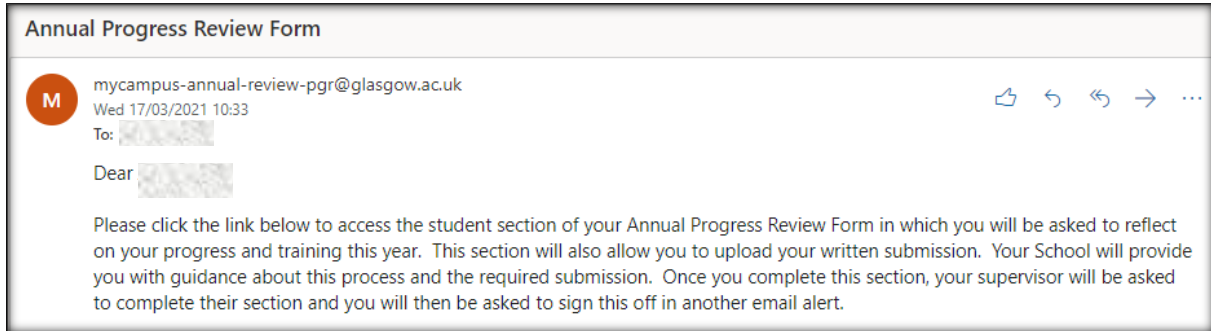 Annual Progress Review Form
M
mycampus-annual-review-pgr@glasgow.ac.uk
Wed 17/03/2021 10:33
To:
Dear
Please click the link below to access the student section of your Annual Progress Review Form in which you will be asked to reflect
on your progress and training this year.  This section will also allow you to upload your written submission.  Your School will provide
you with guidance about this process and the required submission.  Once you complete this section, your supervisor will be asked
to complete their section and you will then be asked to sign this off in another email alert.